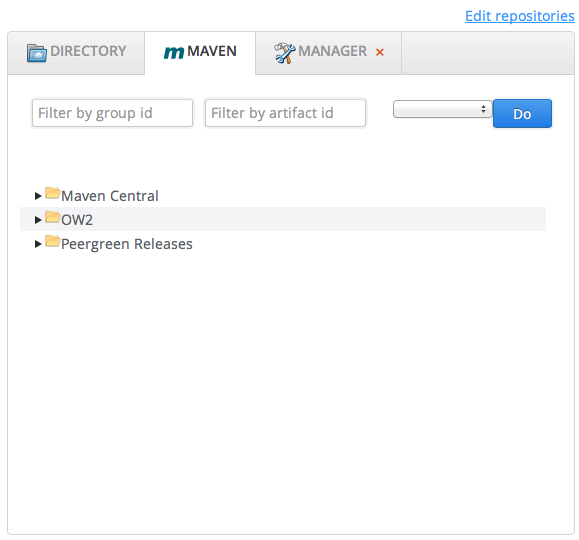 Edit repositories
DIRECTORY m MAVEN MANAGER ×
Filter by group id Filter by artifact id Do
Maven Central
OW2
Peergreen Releases